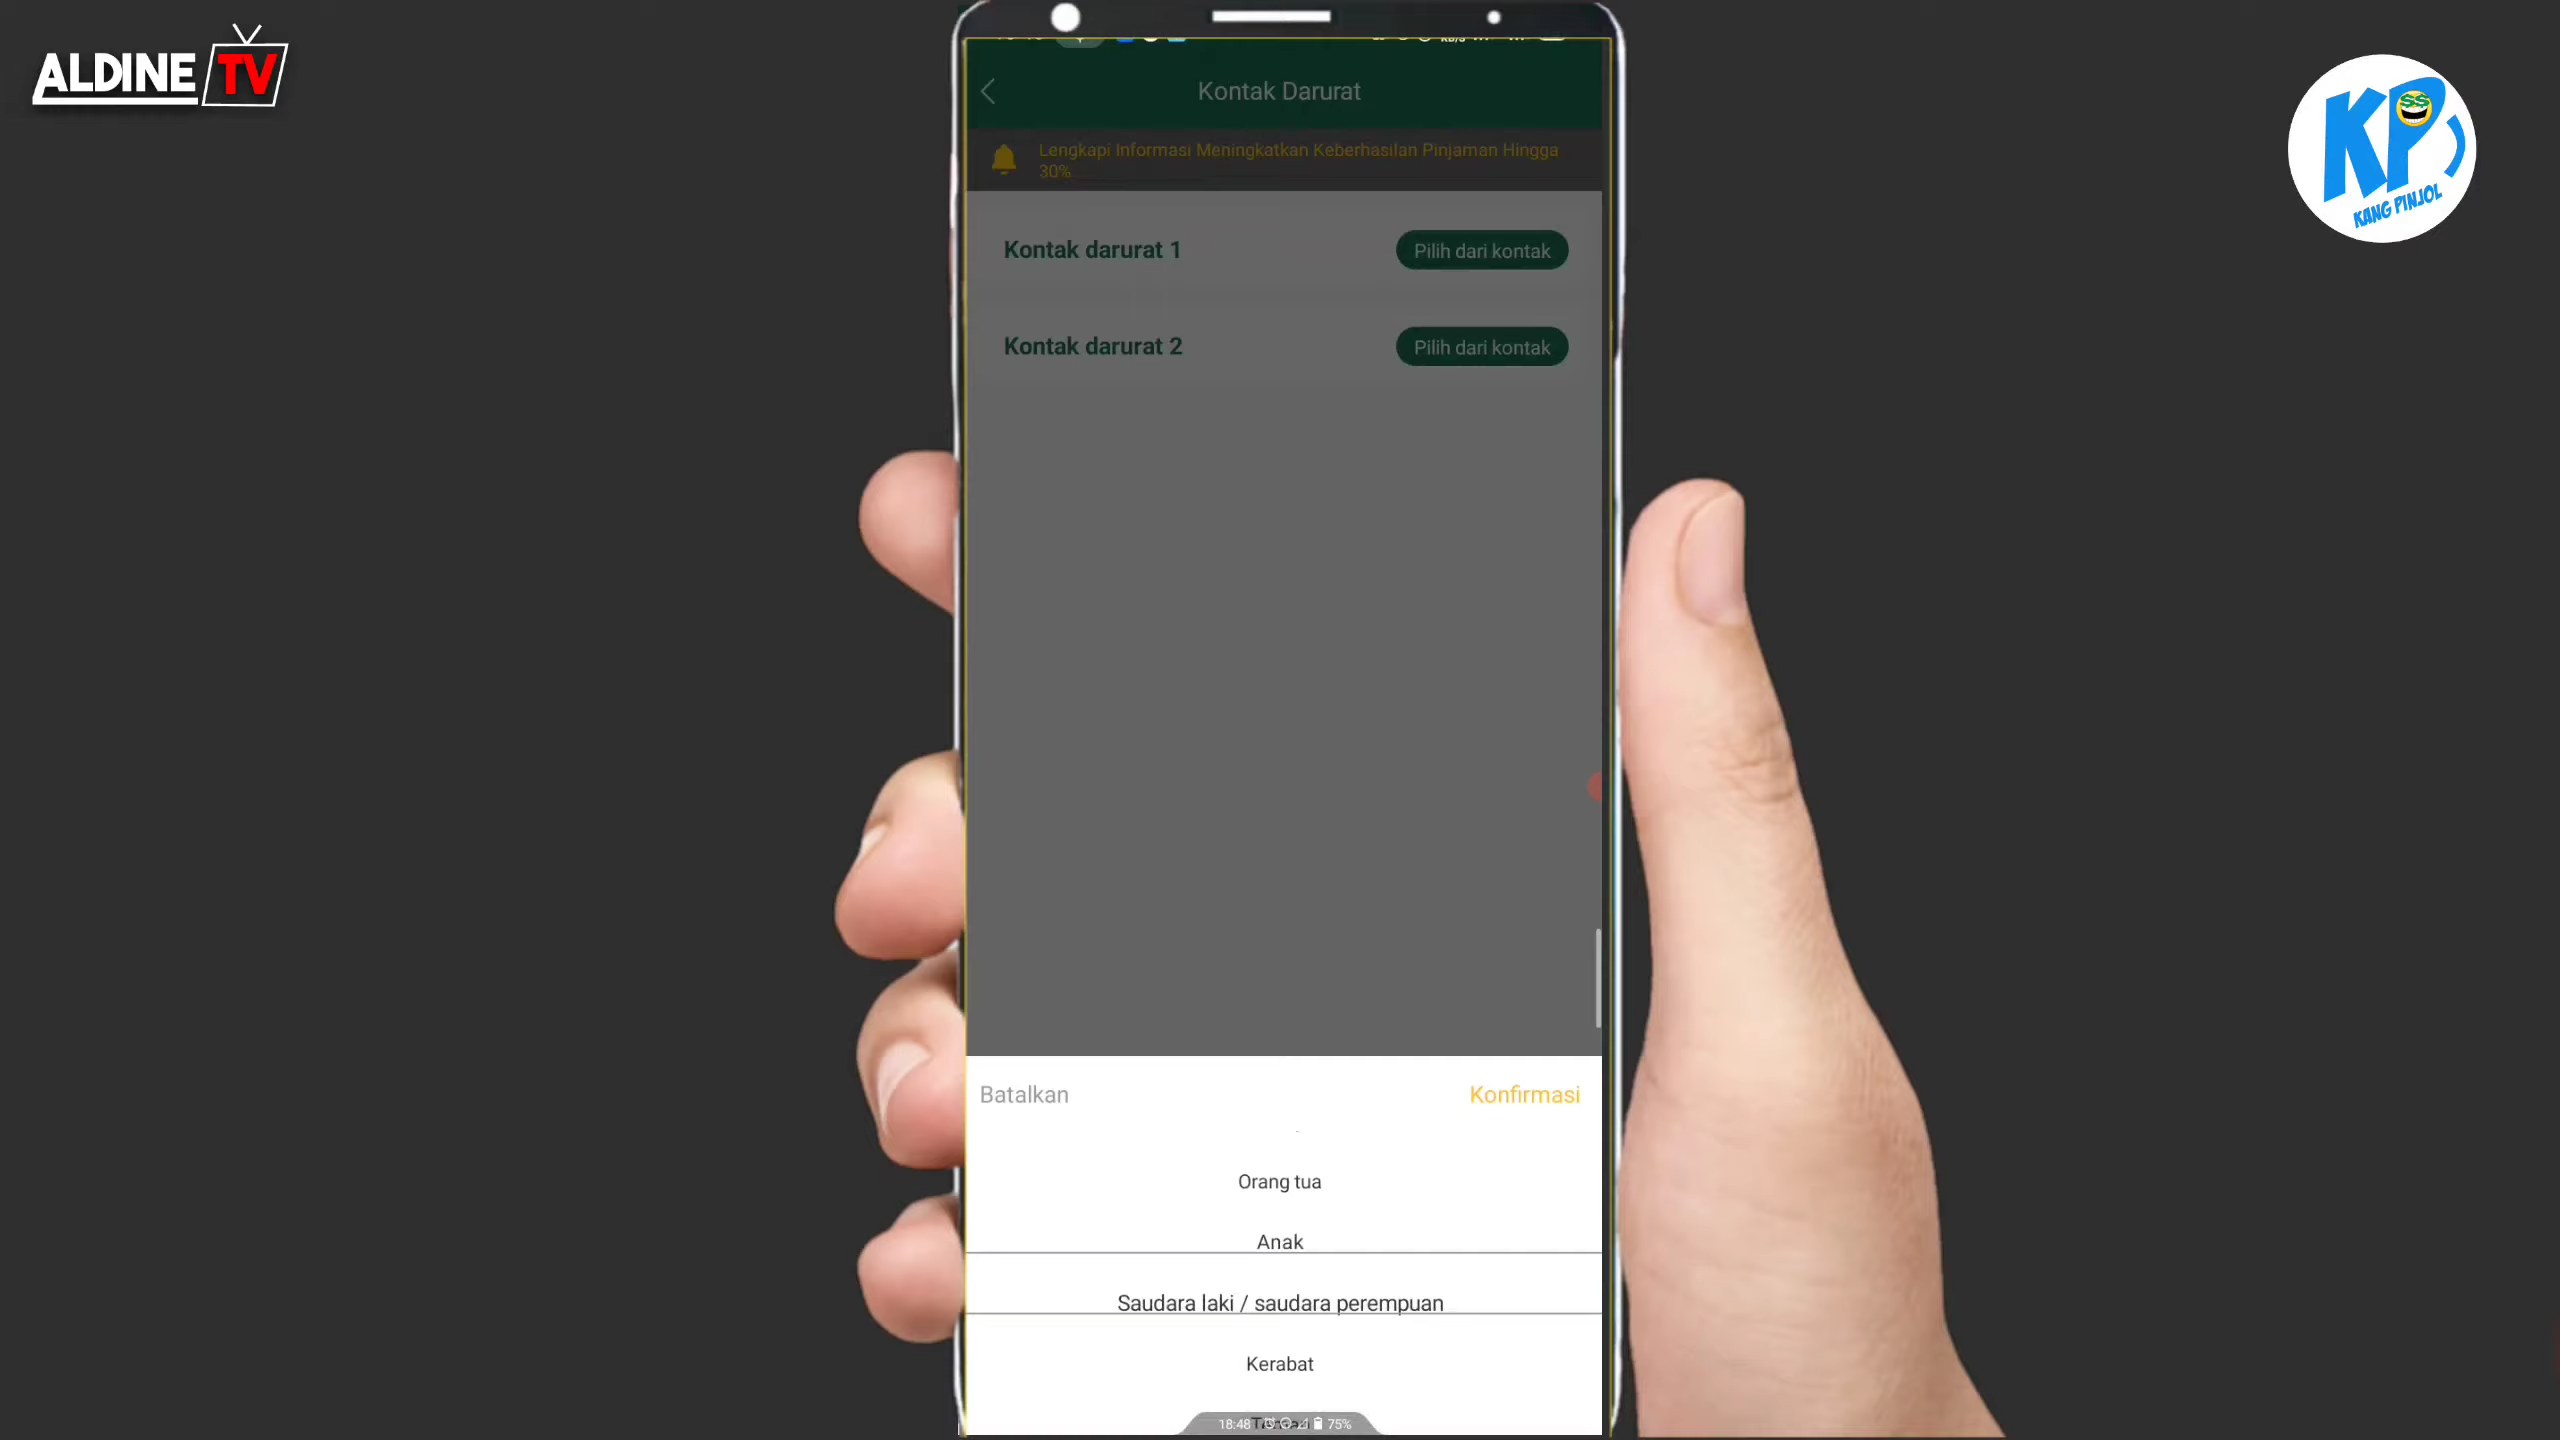 ALDINE TV
KP
KANG PINJOL
Kontak Darurat
Lengkapi Informasi Meningkatkan Keberhasilan Pinjaman Hingga
30%
Kontak darurat 1
Pilih dari kontak
Kontak darurat 2
Pilih dari kontak
Batalkan
Konfirmasi
Orang tua
Anak
Saudara laki / saudara perempuan
Kerabat
18:48
75%